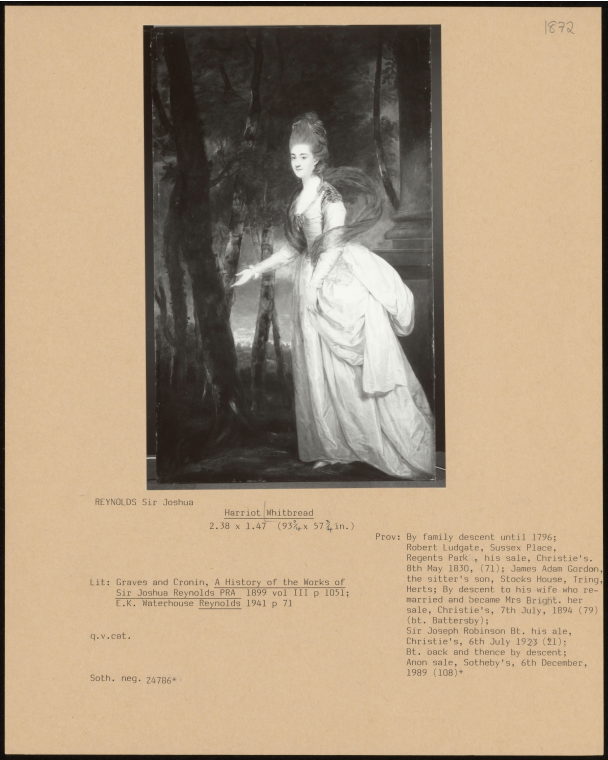 1872
REYNOLDS Sir Joshua
Harriot Whitbread
2.38 x 1.47 (93¾ x 57¾ in.)
Prov: By family descent until 1796;
Robert Ludgate, Sussex Place,
Regents Park , his sale, Christie's.
8th May 1830, (71); James Adam Gordon,
the sitter's son, Stocks House, Tring,
Herts; By descent to his wife who re-
married and became Mrs Bright. her
sale, Christie's, 7th July, 1894 (79)
(bt. Battersby);
Sir Joseph Robinson Bt. his ale,
Christie's, 6th July 1923 (21);
Bt. back and thence by descent;
Anon sale, Sotheby's, 6th December,
1989 (108)*
Lit: Graves and Cronin, A History of the Works of
Sir Joshua Reynolds PRA 1899 vol III p 1051;
E.K. Waterhouse Reynolds 1941 p 71
q.v.cat.
Soth. neg. 24786*